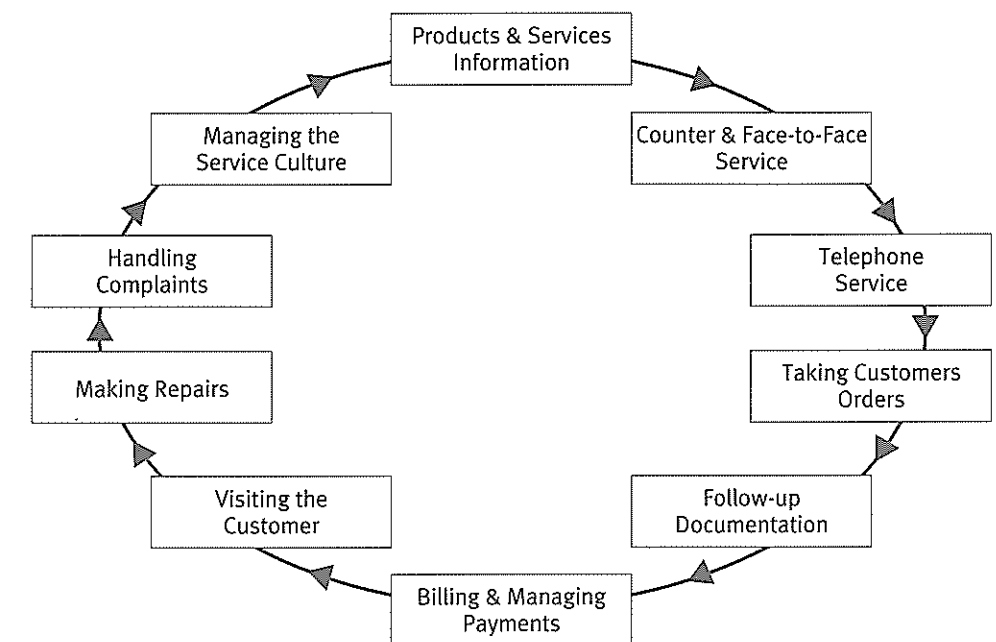 Products & Services
Information
Counter & Face-to-Face
Service
Telephone
Service
Taking Customers
Orders
Follow-up
Documentation
Billing & Managing
Payments
Visiting the
Customer
Making Repairs
Handling
Complaints
Managing the
Service Culture